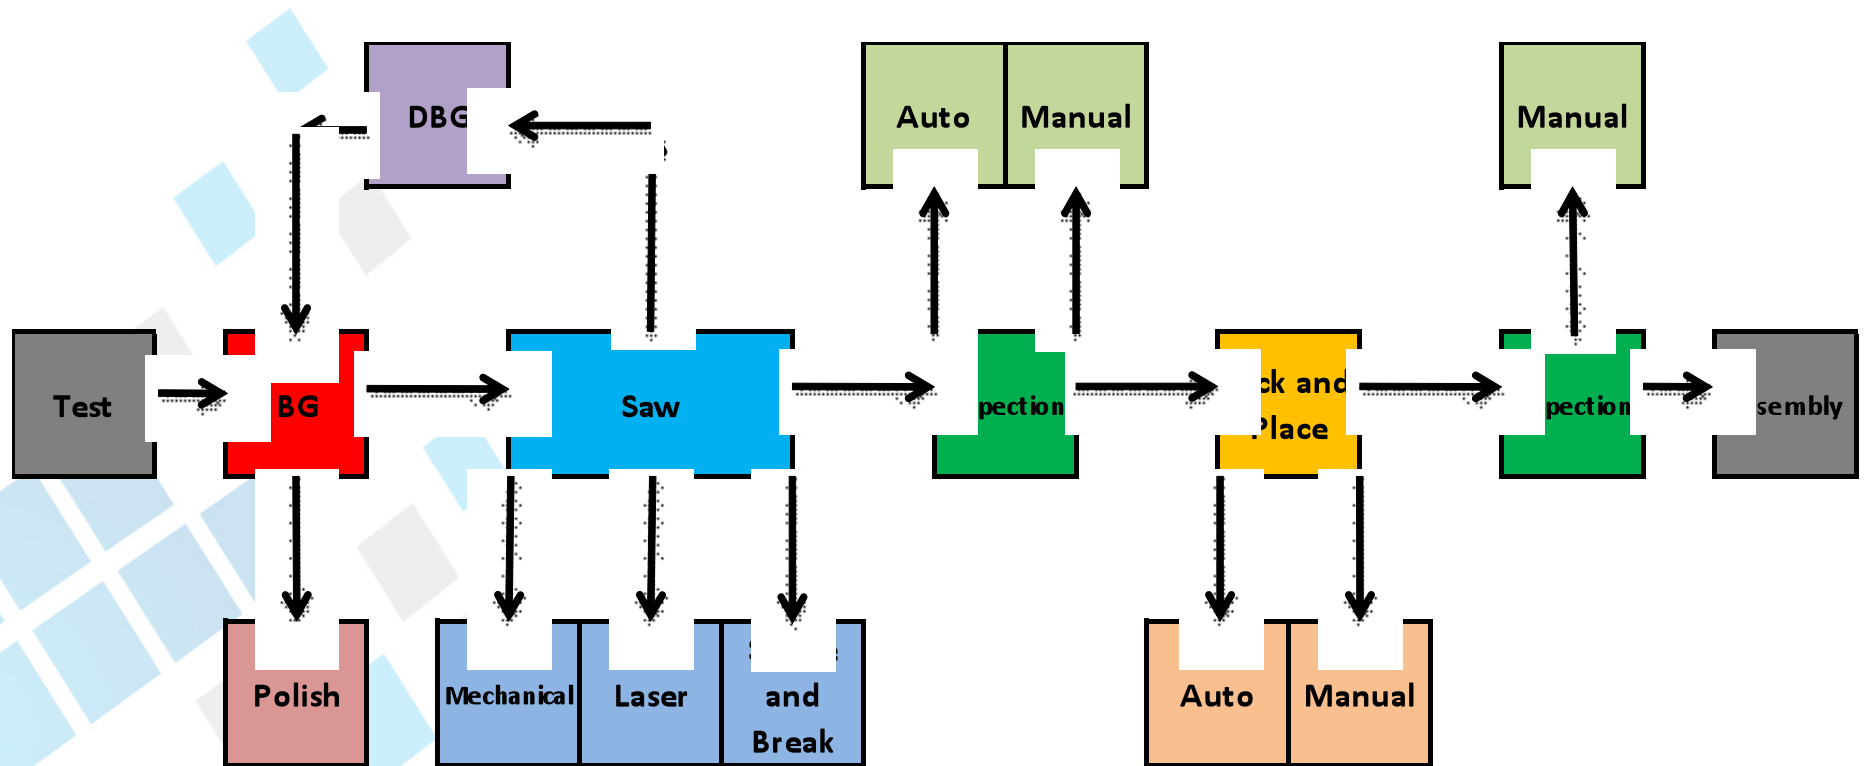 DBG
Auto
Manual
Manual
Test
BG
Saw
pection
ck and
Place
pection
sembly
Polish
Mechanical
Laser
and
Break
Auto
Manual